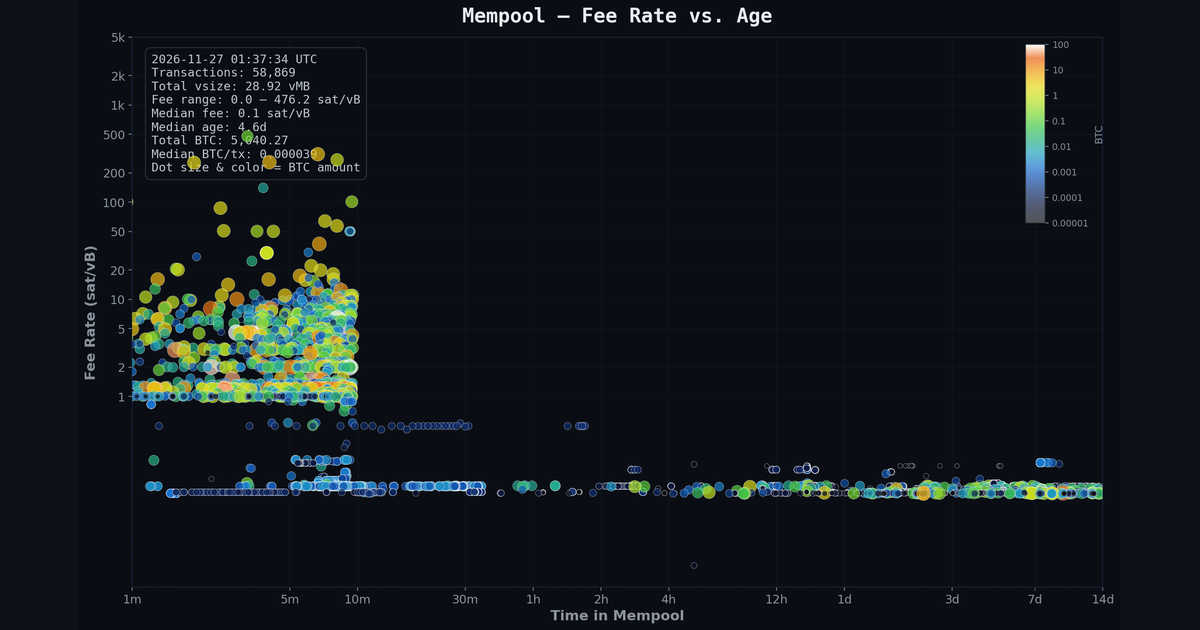 Mempool — Fee Rate vs. Age
2026-11-27 01:37:34 UTC
Transactions: 58,869
Total vsize: 28.92 vMB
Fee range: 0.0 — 476.2 sat/vB
Median fee: 0.1 sat/vB
Median age: 4.6d
Total BTC: 5,040.27
Median BTC/tx: 0.000039
Dot size & color = BTC amount
5k
2k
1k
500
200
100
50
20
10
5
2
1
Fee Rate (sat/vB)
100
10
1
0.1
0.01
0.001
0.0001
0.00001
BTC
1m 5m 10m 30m 1h 2h 4h 12h 1d 3d 7d 14d
Time in Mempool